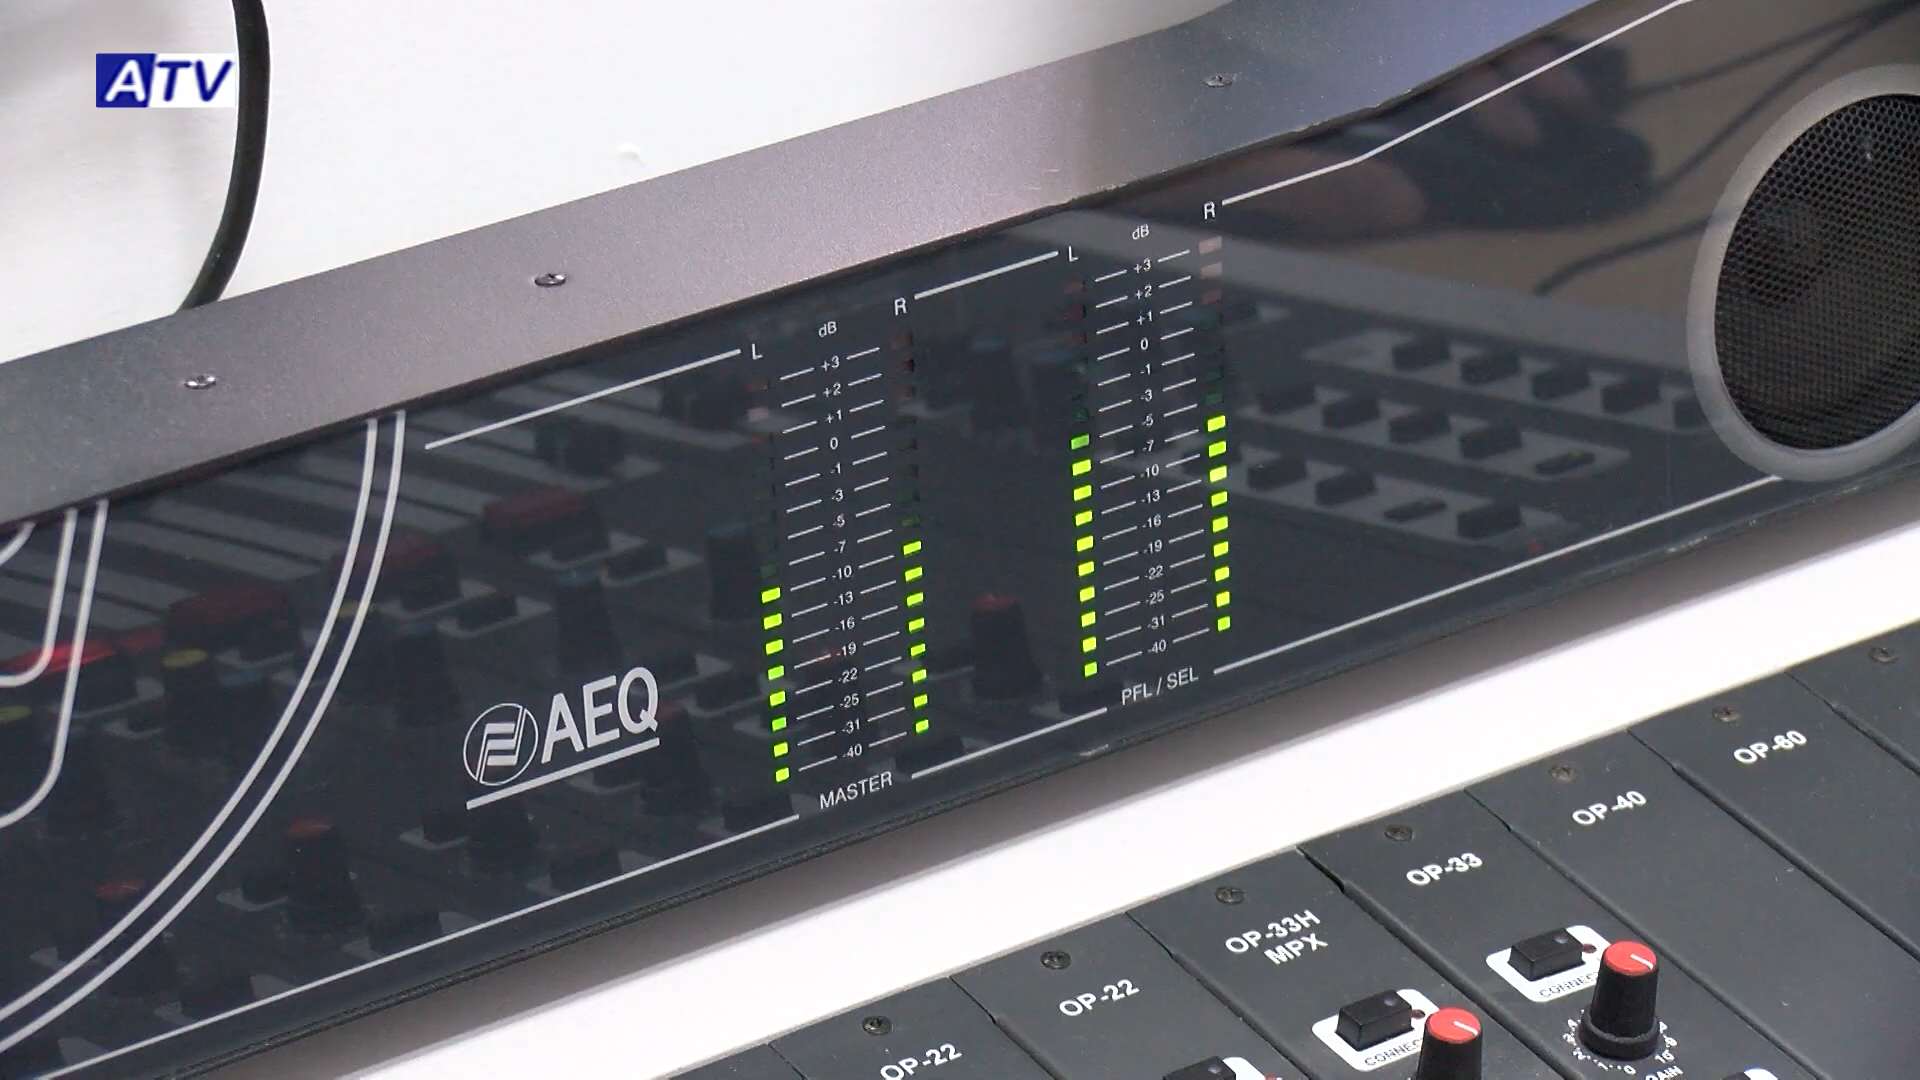 ATV
L dB R
+3
+2
+1
0
-1
-3
-5
-7
-10
-13
-16
-19
-22
-25
-31
-40
MASTER
L dB R
+3
+2
+1
0
-1
-3
-5
-7
-10
-13
-16
-19
-22
-25
-31
-40
PFL / SEL
AEQ
OP-22
OP-22
OP-33H
MPX
OP-33
OP-40
OP-60